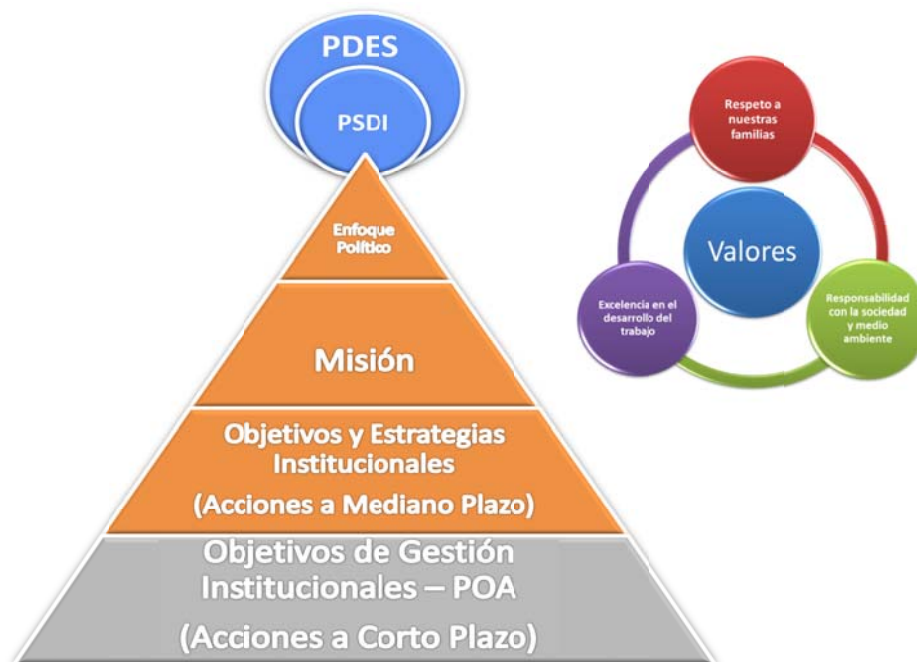 PDES
PSDI
Enfoque
Político
Misión
Objetivos y Estrategias
Institucionales
(Acciones a Mediano Plazo)
Objetivos de Gestión
Institucionales – POA
(Acciones a Corto Plazo)
Respeto a
nuestras
familias
Valores
Excelencia en el
desarrollo del
trabajo
Responsabilidad
con la sociedad
y medio
ambiente